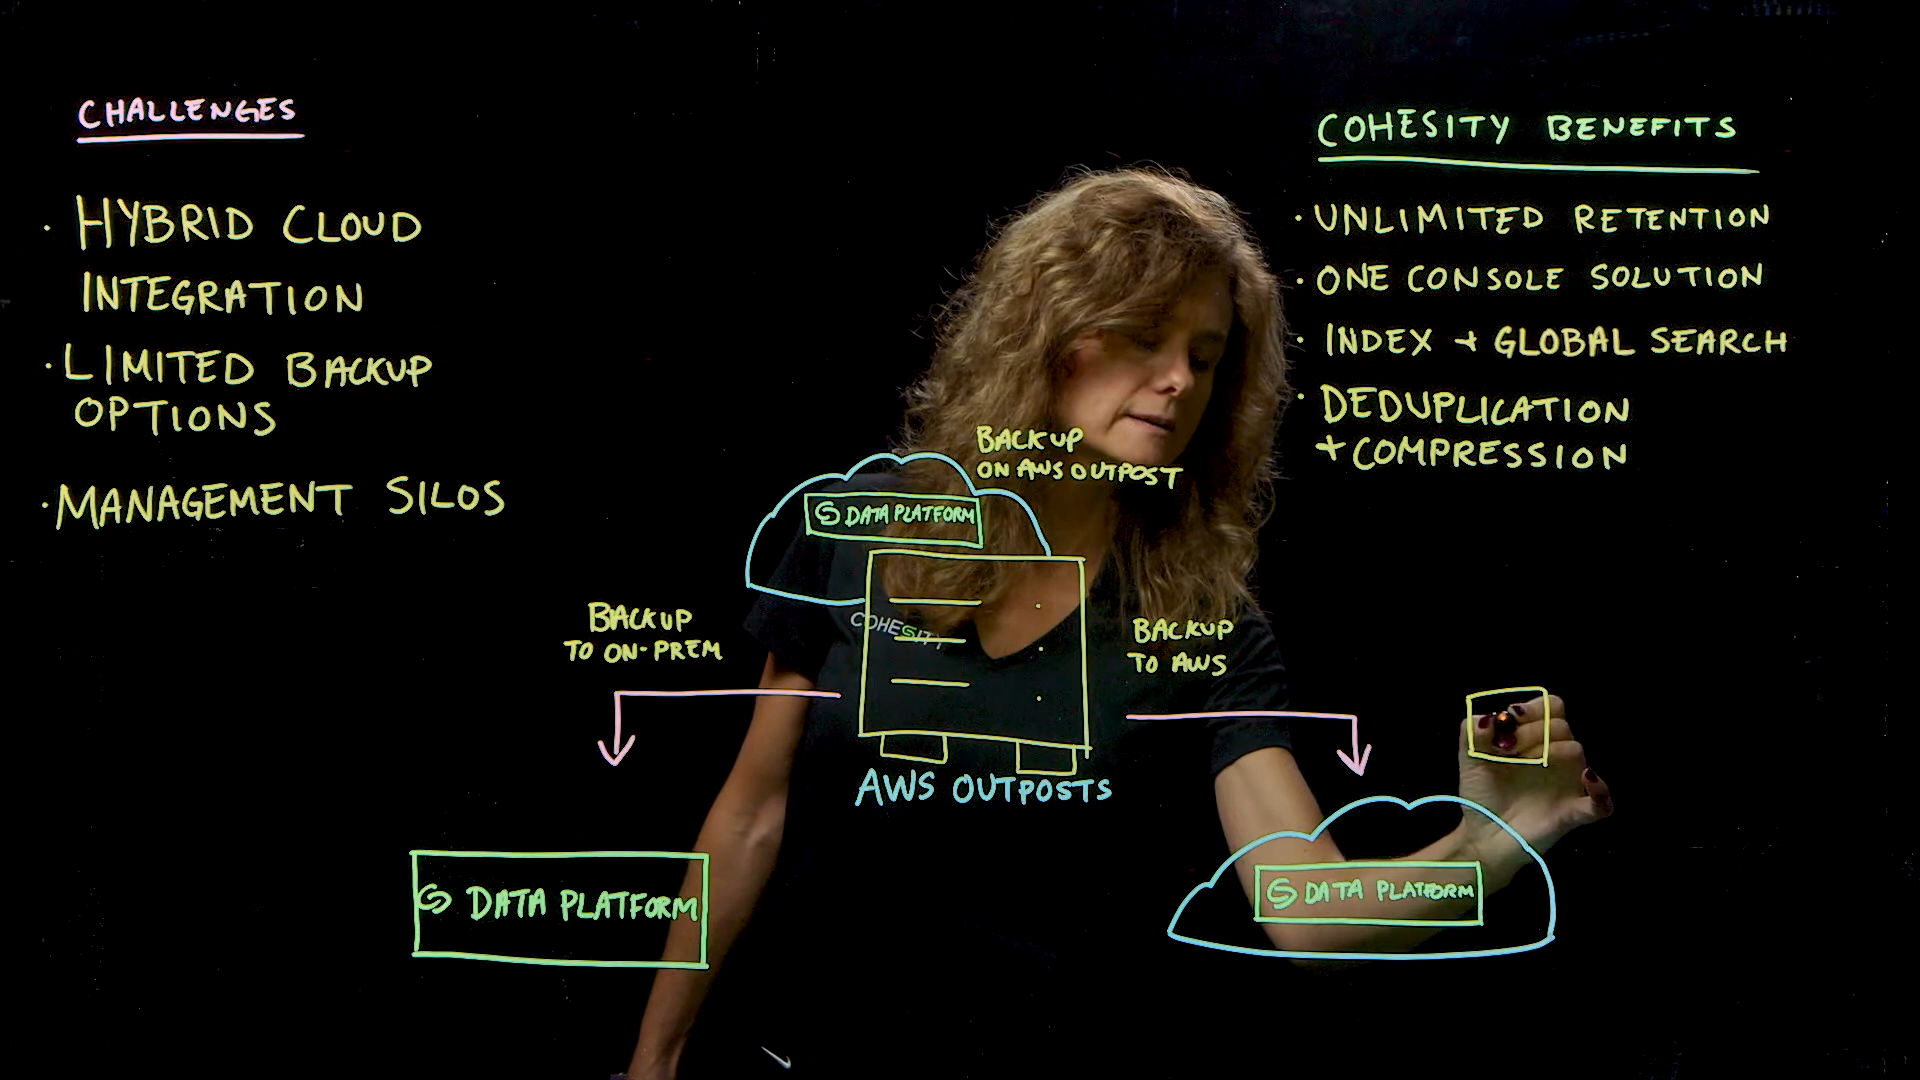 CHALLENGES
· HYBRID CLOUD
INTEGRATION
· LIMITED BACKUP
OPTIONS
· MANAGEMENT SILOS
COHESITY BENEFITS
· UNLIMITED RETENTION
· ONE CONSOLE SOLUTION
· INDEX + GLOBAL SEARCH
· DEDUPLICATION
+ COMPRESSION
BACKUP
ON AWS OUTPOST
DATA PLATFORM
COHESITY
BACKUP
TO ON-PREM
BACKUP
TO AWS
AWS OUTPOSTS
DATA PLATFORM
DATA PLATFORM